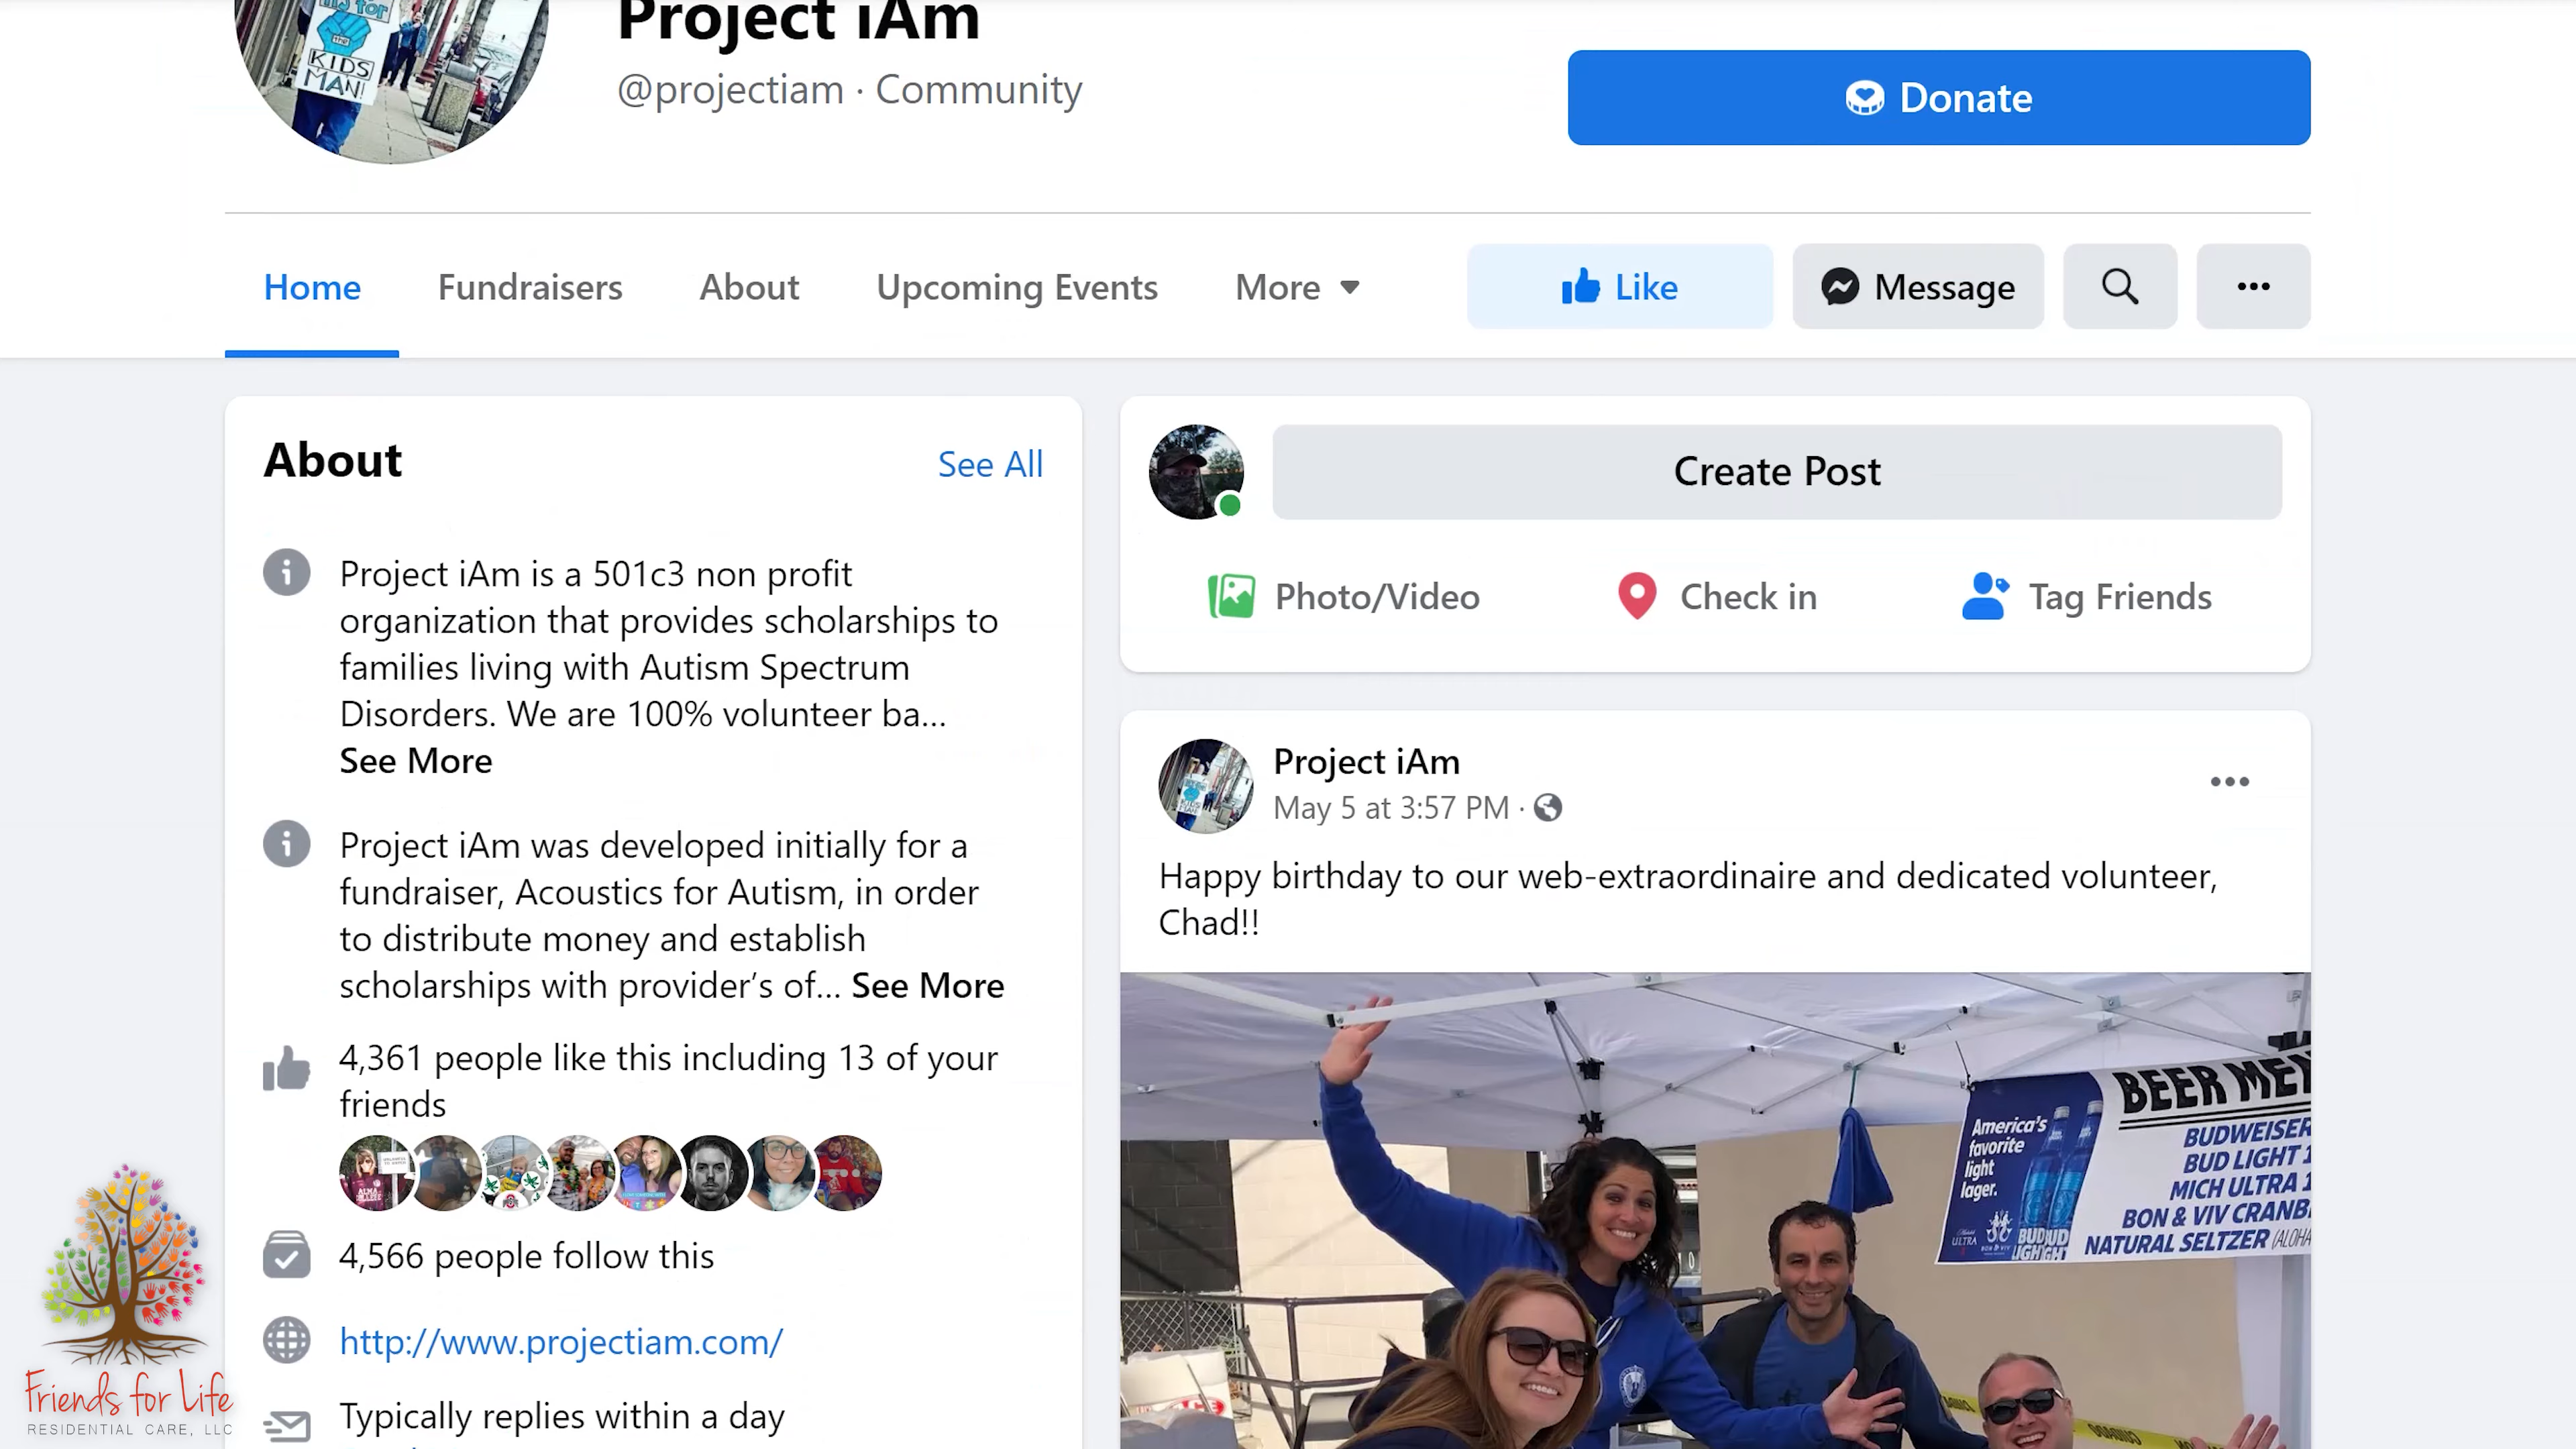 Project iAm
@projectiam · Community
Donate
KIDS
MAN!
Home
Fundraisers
About
Upcoming Events
More
Like
Message
About
See All
Project iAm is a 501c3 non profit
organization that provides scholarships to
families living with Autism Spectrum
Disorders. We are 100% volunteer ba...
See More
Project iAm was developed initially for a
fundraiser, Acoustics for Autism, in order
to distribute money and establish
scholarships with provider’s of... See More
4,361 people like this including 13 of your
friends
4,566 people follow this
http://www.projectiam.com/
Typically replies within a day
Create Post
Photo/Video
Check in
Tag Friends
Project iAm
May 5 at 3:57 PM ·
Happy birthday to our web-extraordinaire and dedicated volunteer,
Chad!!
America's
favorite
light
lager.
ULTRA
BEER MEN
BUDWEISER
BUD LIGHT
MICH ULTRA
BON & VIV CRANB
NATURAL SELTZER (ALOHA
Friends for Life
RESIDENTIAL CARE, LLC